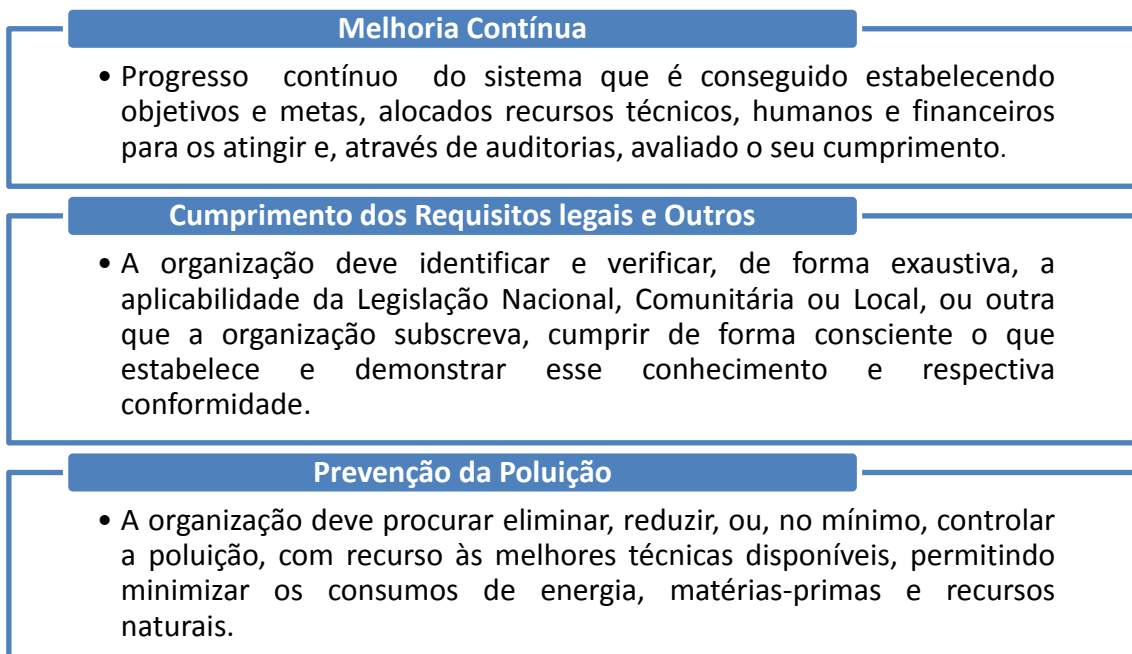 Melhoria Contínua
• Progresso contínuo do sistema que é conseguido estabelecendo
objetivos e metas, alocados recursos técnicos, humanos e financeiros
para os atingir e, através de auditorias, avaliado o seu cumprimento.
Cumprimento dos Requisitos legais e Outros
• A organização deve identificar e verificar, de forma exaustiva, a
aplicabilidade da Legislação Nacional, Comunitária ou Local, ou outra
que a organização subscreva, cumprir de forma consciente o que
estabelece e demonstrar esse conhecimento e respectiva
conformidade.
Prevenção da Poluição
• A organização deve procurar eliminar, reduzir, ou, no mínimo, controlar
a poluição, com recurso às melhores técnicas disponíveis, permitindo
minimizar os consumos de energia, matérias-primas e recursos
naturais.